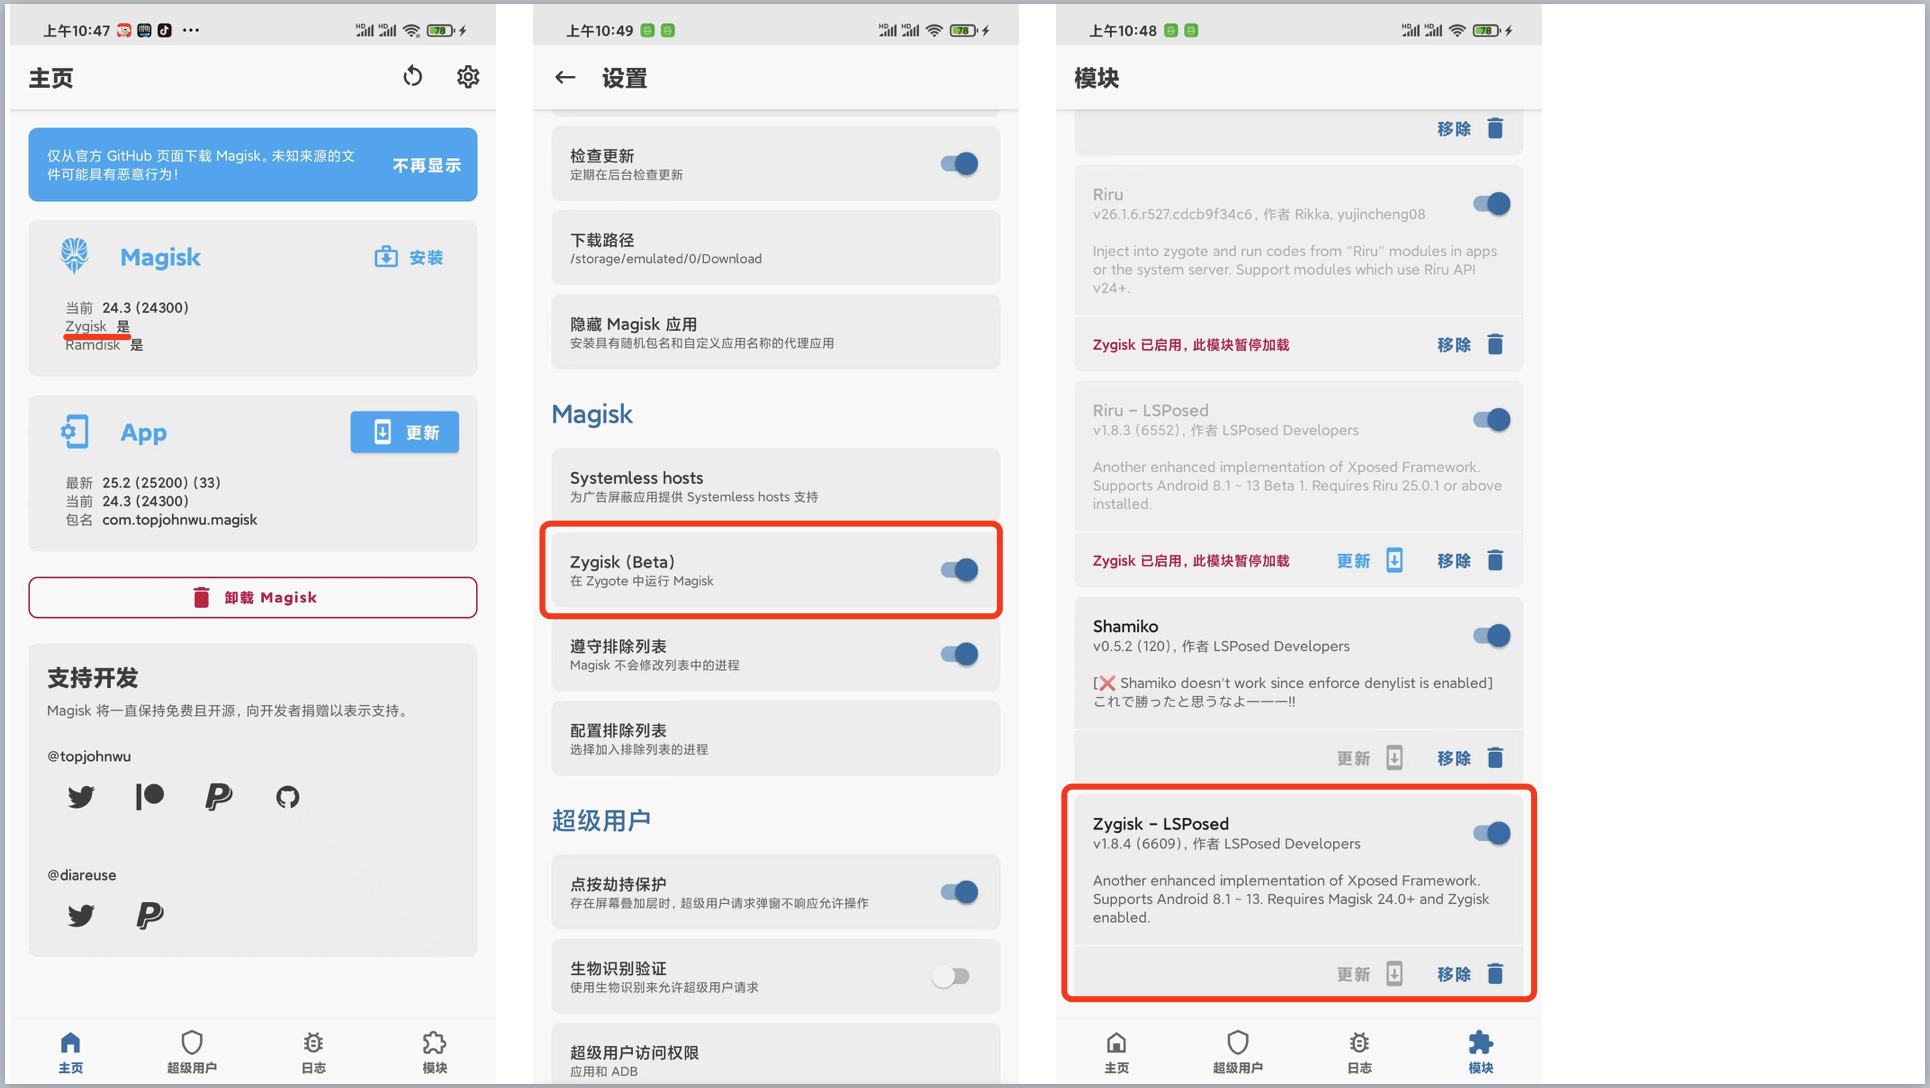 上午10:47
78
主页
仅从官方 GitHub 页面下载 Magisk。未知来源的文
件可能具有恶意行为！
不再显示
Magisk
安装
当前 24.3 (24300)
Zygisk 是
Ramdisk 是
App
更新
最新 25.2 (25200) (33)
当前 24.3 (24300)
包名 com.topjohnwu.magisk
卸载 Magisk
支持开发
Magisk 将一直保持免费且开源，向开发者捐赠以表示支持。
@topjohnwu
@diareuse
主页
超级用户
日志
模块
上午10:49
78
设置
检查更新
定期在后台检查更新
下载路径
/storage/emulated/0/Download
隐藏 Magisk 应用
安装具有随机包名和自定义应用名称的代理应用
Magisk
Systemless hosts
为广告屏蔽应用提供 Systemless hosts 支持
Zygisk (Beta)
在 Zygote 中运行 Magisk
遵守排除列表
Magisk 不会修改列表中的进程
配置排除列表
选择加入排除列表的进程
超级用户
点按劫持保护
存在屏幕叠加层时，超级用户请求弹窗不响应允许操作
生物识别验证
使用生物识别来允许超级用户请求
超级用户访问权限
应用和 ADB
上午10:48
78
模块
移除
Riru
v26.1.6.r527.cdcb9f34c6, 作者 Rikka, yujincheng08
Inject into zygote and run codes from "Riru" modules in apps
or the system server. Support modules which use Riru API
v24+.
Zygisk 已启用，此模块暂停加载
移除
Riru - LSPosed
v1.8.3 (6552), 作者 LSPosed Developers
Another enhanced implementation of Xposed Framework.
Supports Android 8.1 ~ 13 Beta 1. Requires Riru 25.0.1 or above
installed.
Zygisk 已启用，此模块暂停加载
更新
移除
Shamiko
v0.5.2 (120), 作者 LSPosed Developers
[❌ Shamiko doesn't work since enforce denylist is enabled]
これで勝ったと思うなよ―――!!
更新
移除
Zygisk - LSPosed
v1.8.4 (6609), 作者 LSPosed Developers
Another enhanced implementation of Xposed Framework.
Supports Android 8.1 ~ 13. Requires Magisk 24.0+ and Zygisk
enabled.
更新
移除
主页
超级用户
日志
模块